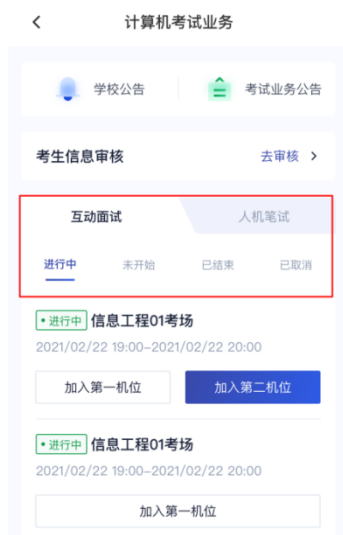 计算机考试业务
学校公告 考试业务公告
考生信息审核 去审核
互动面试 人机笔试
进行中 未开始 已结束 已取消
•进行中 信息工程01考场
2021/02/22 19:00-2021/02/22 20:00
加入第一机位 加入第二机位
•进行中 信息工程01考场
2021/02/22 19:00-2021/02/22 20:00
加入第一机位